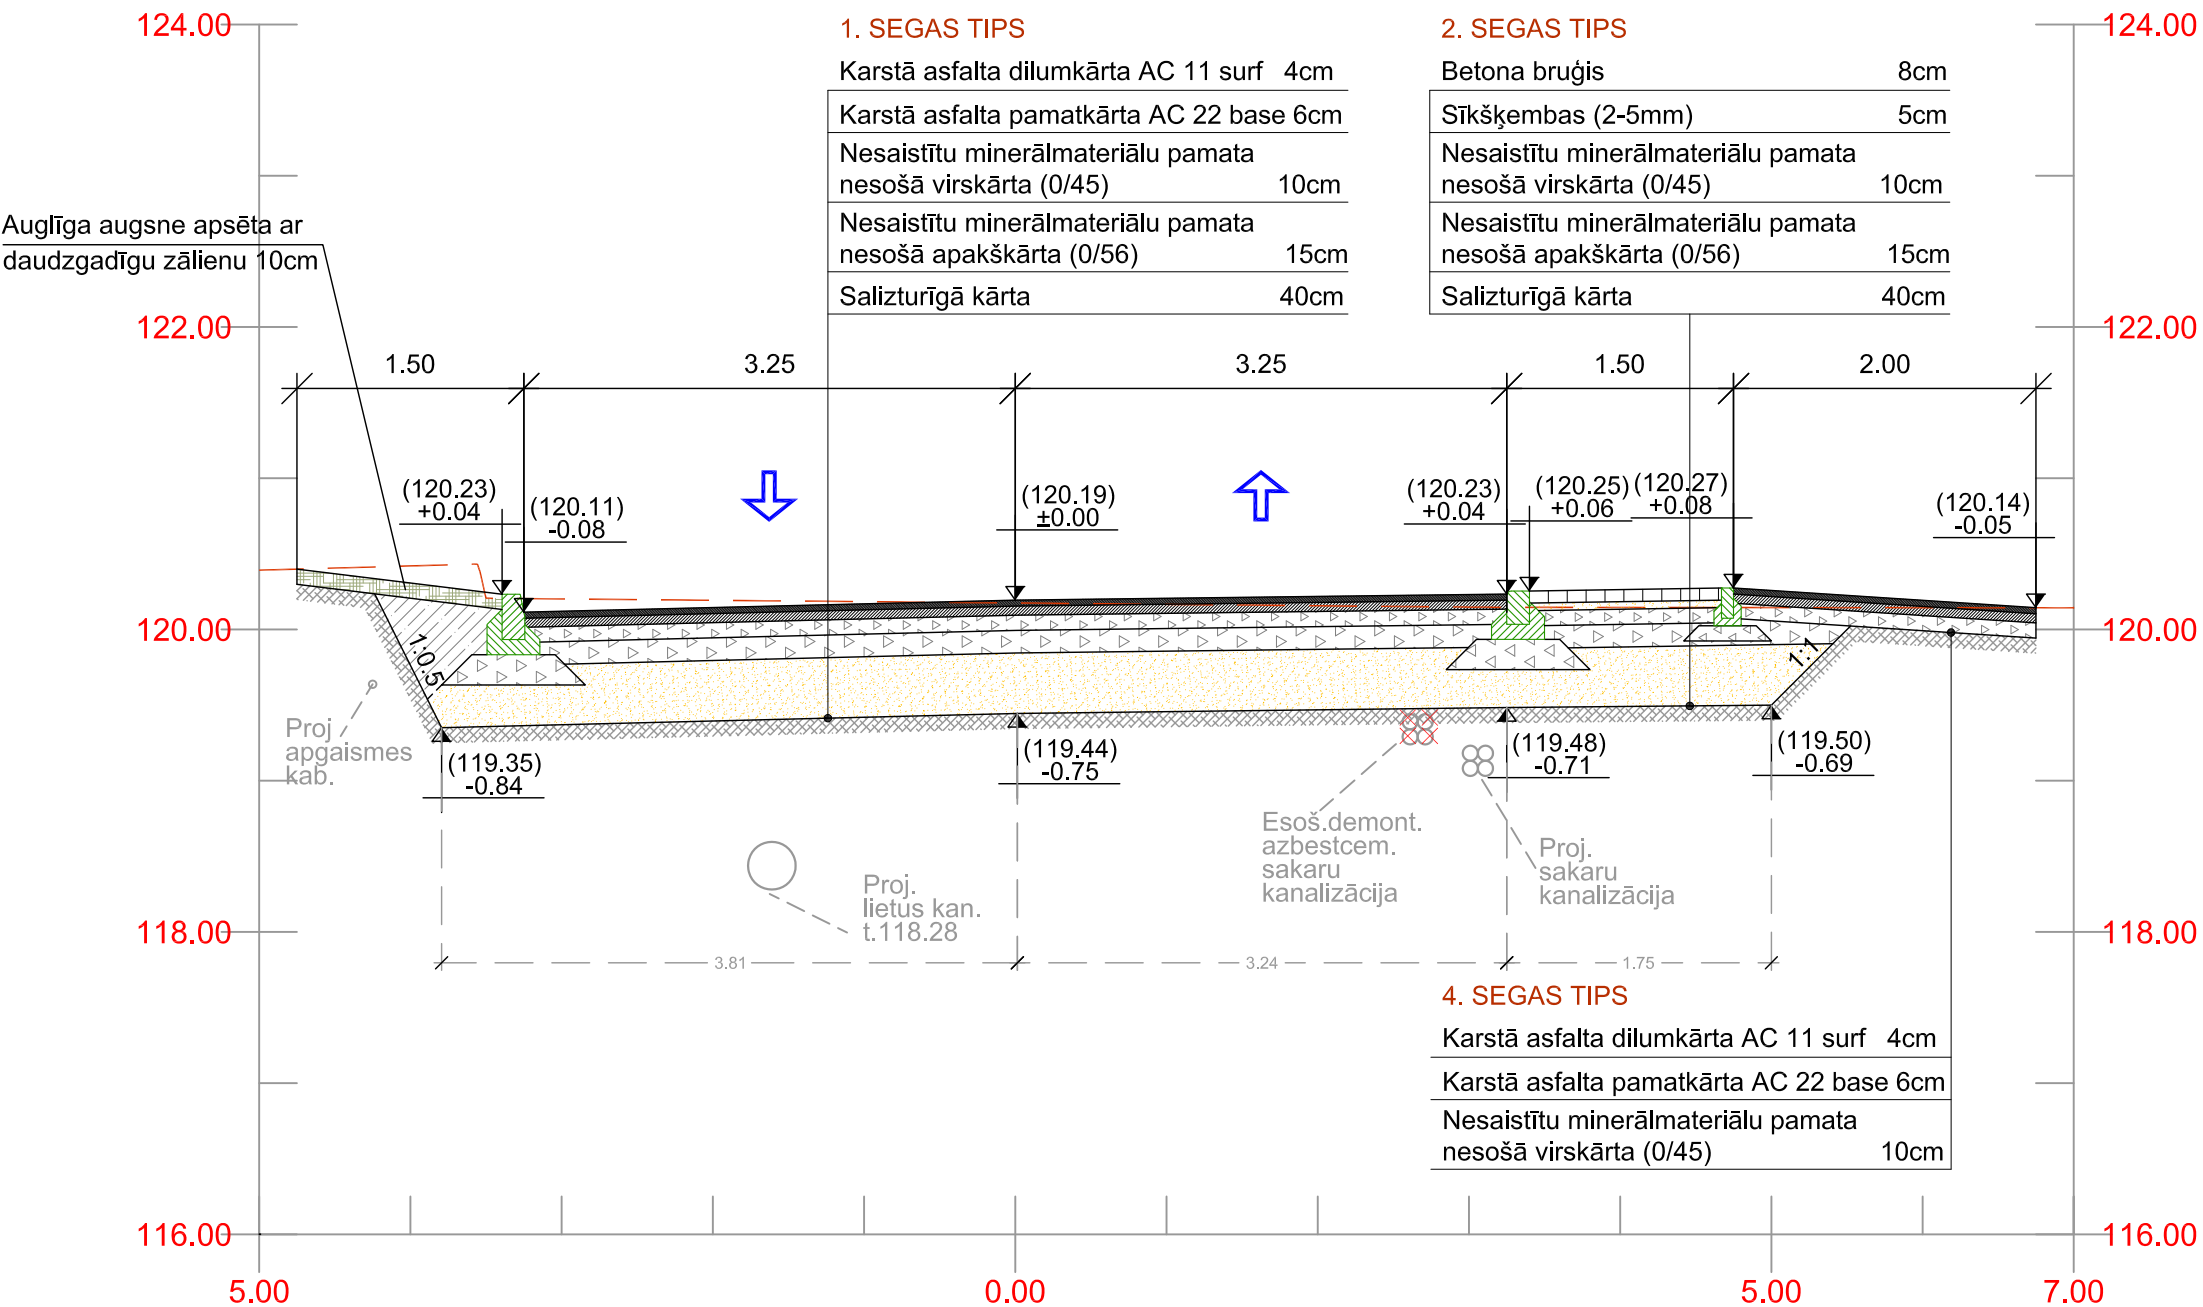 124.00
1. SEGAS TIPS
2. SEGAS TIPS
124.00
Karstā asfalta dilumkārta AC 11 surf 4cm
Karstā asfalta pamatkārta AC 22 base 6cm
Nesaistītu minerālmateriālu pamata
nesošā virskārta (0/45) 10cm
Nesaistītu minerālmateriālu pamata
nesošā apakškārta (0/56) 15cm
Salizturīgā kārta 40cm
Betona bruģis 8cm
Sīkšķembas (2-5mm) 5cm
Nesaistītu minerālmateriālu pamata
nesošā virskārta (0/45) 10cm
Nesaistītu minerālmateriālu pamata
nesošā apakškārta (0/56) 15cm
Salizturīgā kārta 40cm
Auglīga augsne apsēta ar
daudzgadīgu zālienu 10cm
122.00
122.00
1.50
3.25
3.25
1.50
2.00
(120.23)
+0.04
(120.11)
-0.08
(120.19)
±0.00
(120.23)
+0.04
(120.25)
+0.06
(120.27)
+0.08
(120.14)
-0.05
120.00
120.00
1:0.5
1:1
Proj
apgaismes
kab.
(119.35)
-0.84
(119.44)
-0.75
(119.48)
-0.71
(119.50)
-0.69
Esoš.demont.
azbestcem.
sakaru
kanalizācija
Proj.
sakaru
kanalizācija
Proj.
lietus kan.
t.118.28
118.00
118.00
3.81
3.24
1.75
4. SEGAS TIPS
Karstā asfalta dilumkārta AC 11 surf 4cm
Karstā asfalta pamatkārta AC 22 base 6cm
Nesaistītu minerālmateriālu pamata
nesošā virskārta (0/45) 10cm
116.00
116.00
5.00
0.00
5.00
7.00